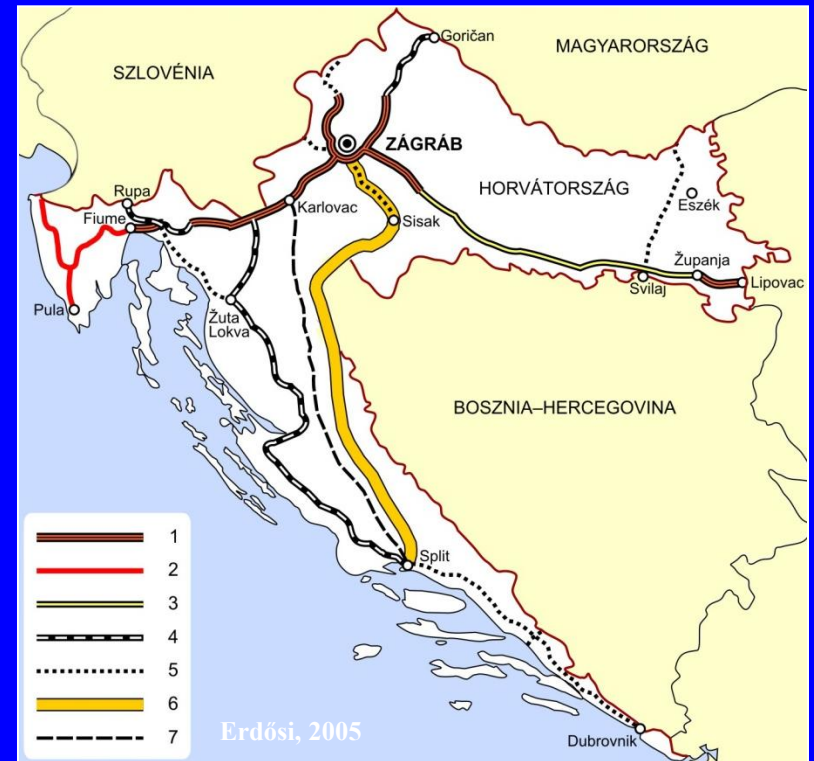 Goričan
MAGYARORSZÁG
SZLOVÉNIA
ZÁGRÁB
HORVÁTORSZÁG
Rupa
Eszék
Fiume
Karlovac
Sisak
Županja
Lipovac
Svilaj
Pula
Žuta
Lokva
BOSZNIA–HERCEGOVINA
1
2
3
Split
4
5
6
7
Erdősi, 2005
Dubrovnik